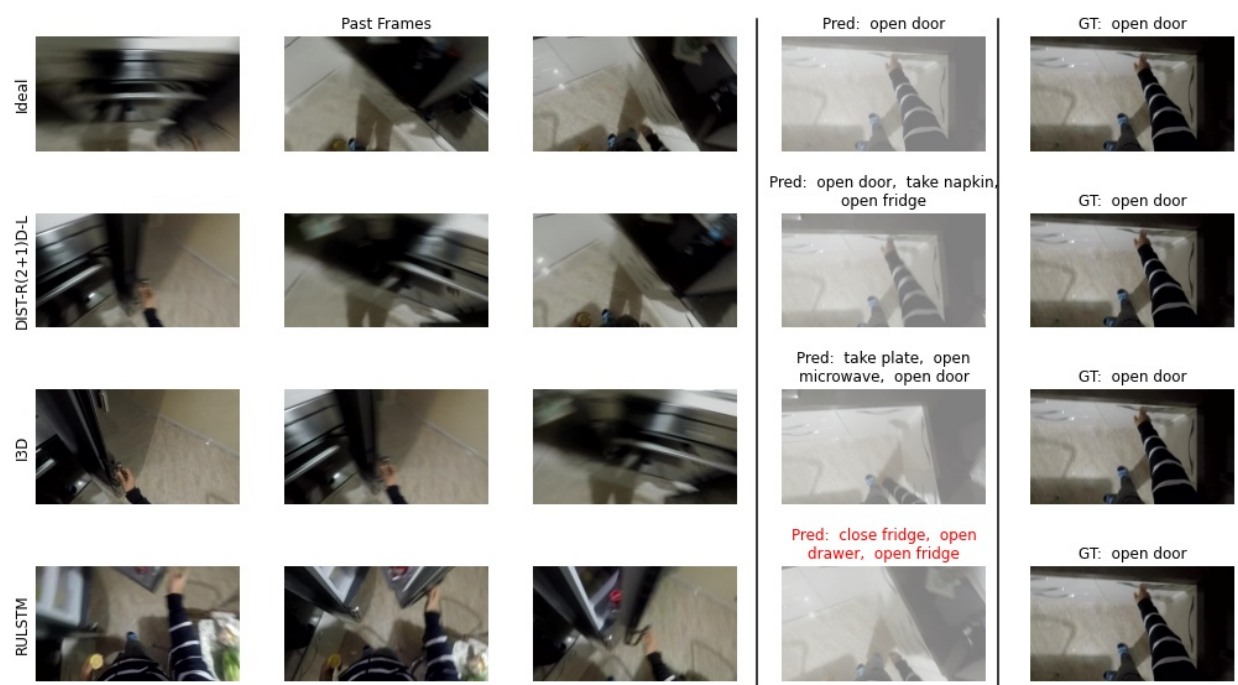 Past Frames
Pred: open door
GT: open door
Ideal
Pred: open door, take napkin,
open fridge
GT: open door
DIST-R(2+1)D-L
Pred: take plate, open
microwave, open door
GT: open door
I3D
Pred: close fridge, open
drawer, open fridge
GT: open door
RULSTM